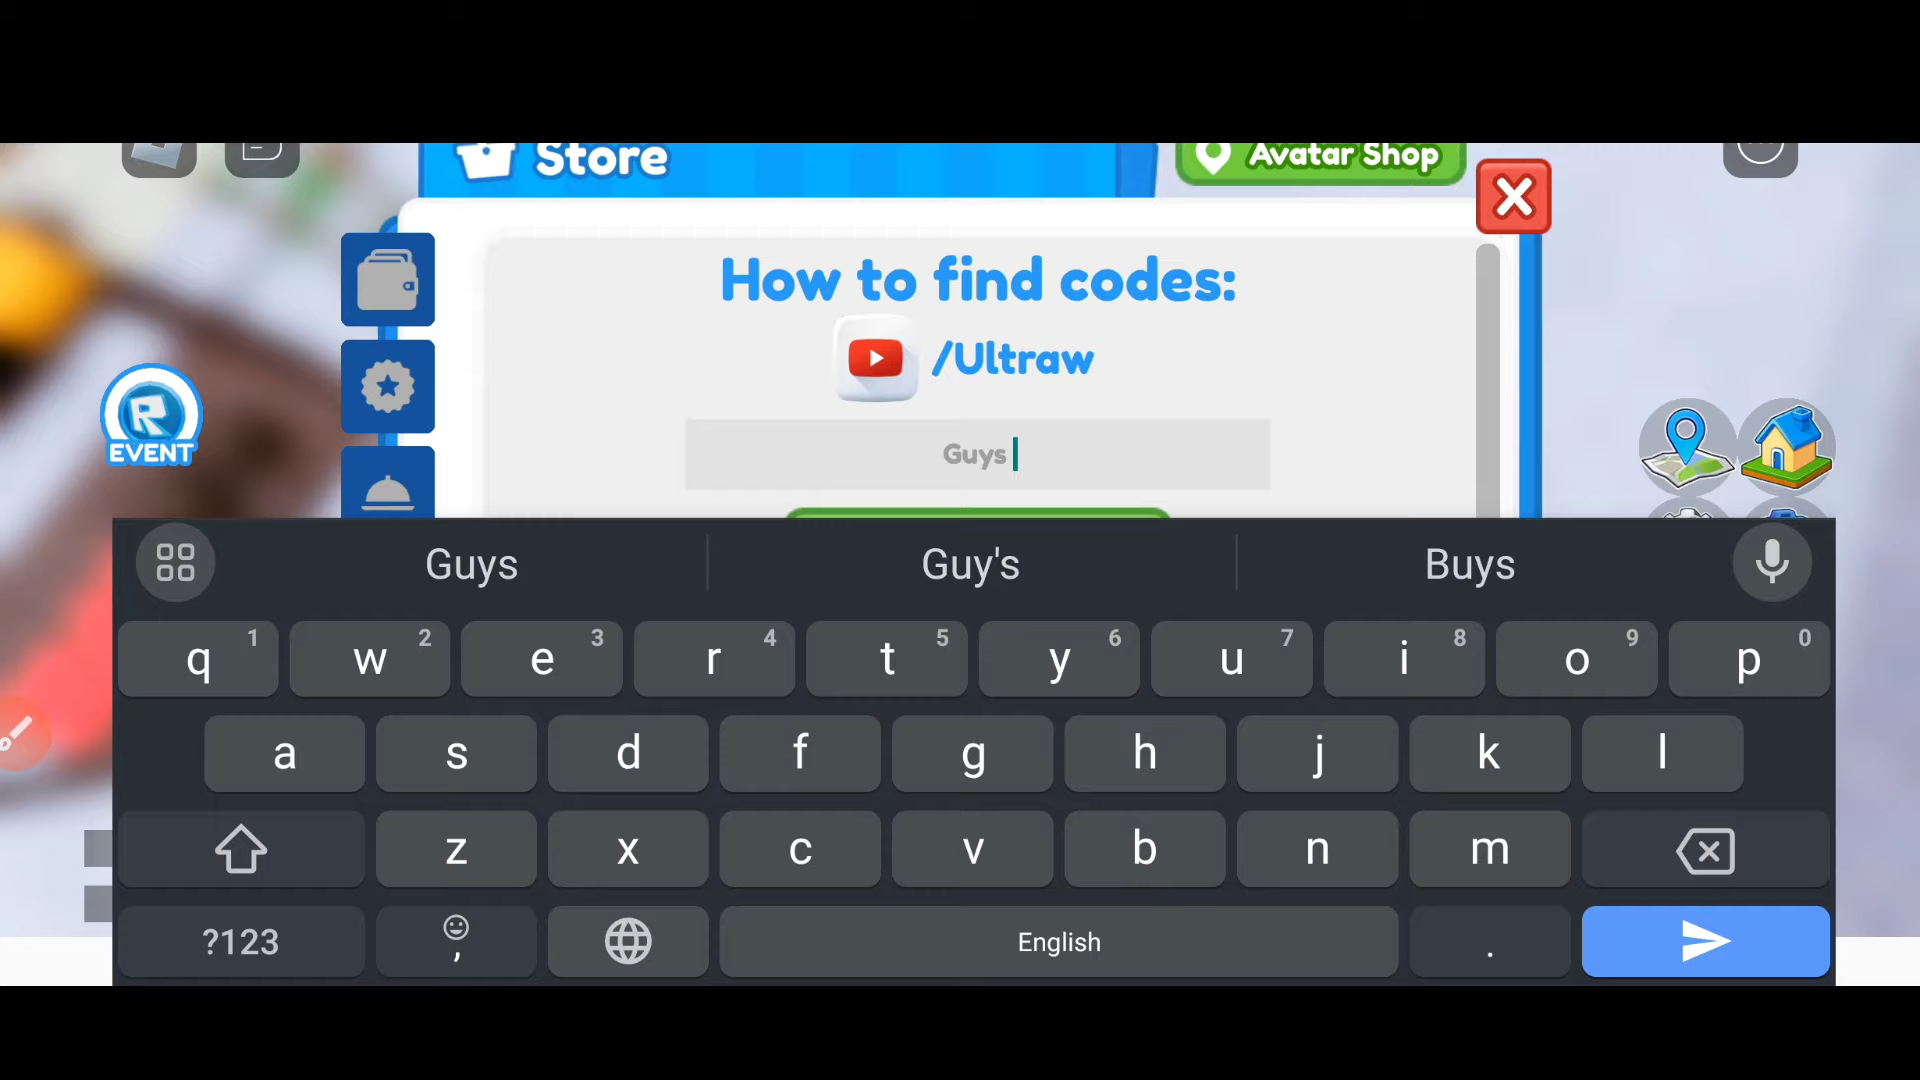 Store
Avatar Shop
How to find codes:
/Ultraw
EVENT
Guys
Guys Guy's Buys
q 1 w 2 e 3 r 4 t 5 y 6 u 7 i 8 o 9 p 0
a s d f g h j k l
z x c v b n m
?123 , English .